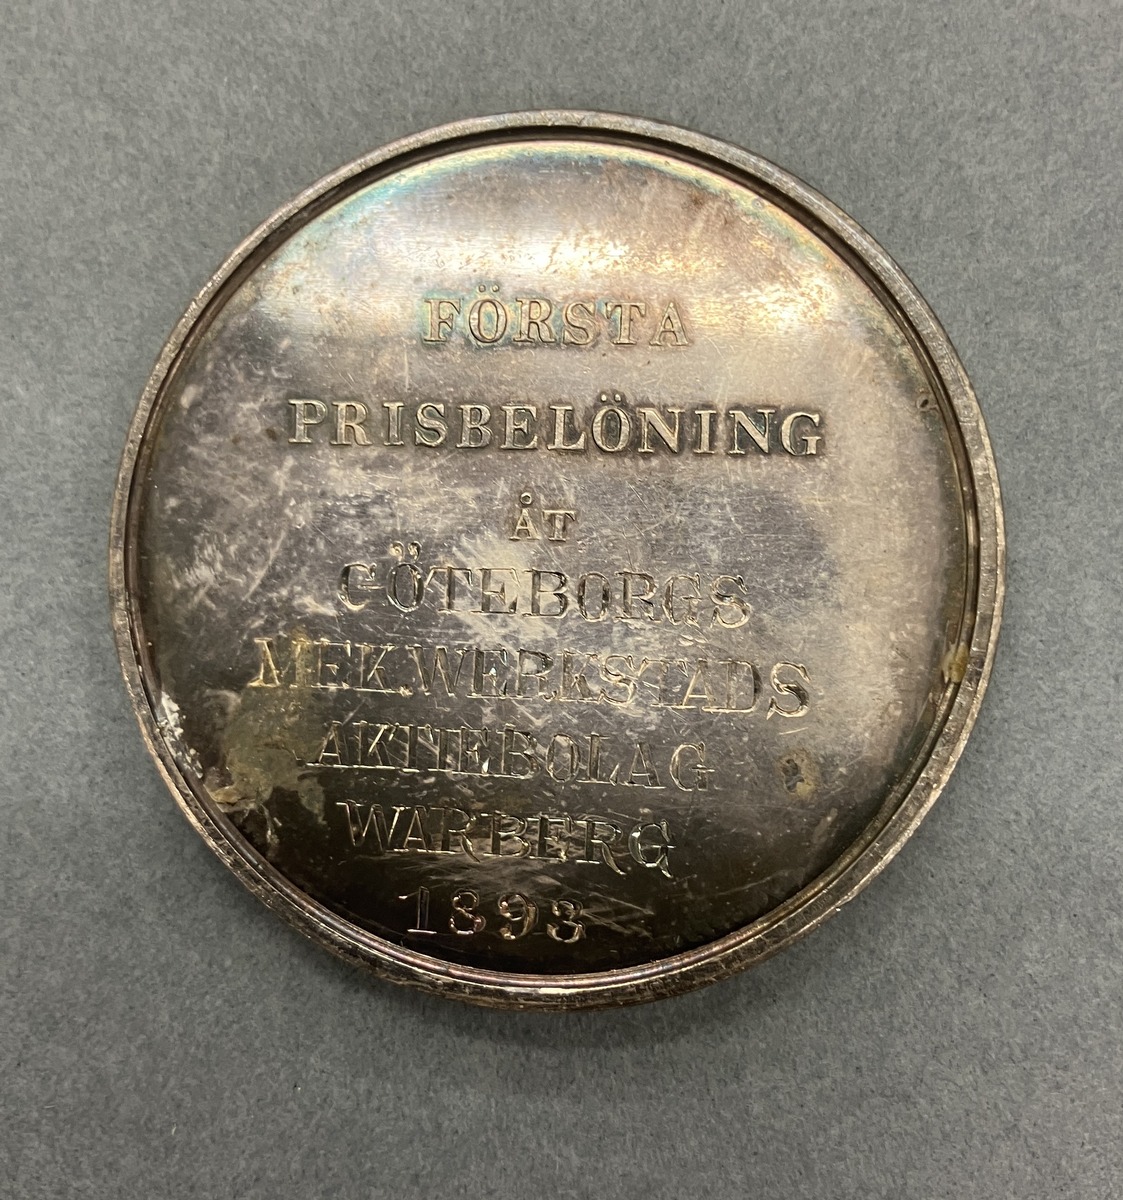 FÖRSTA
PRISBELÖNING
ÅT
GÖTEBORGS
MEK. WERKSTADS
AKTIEBOLAG
WARBERG
1893